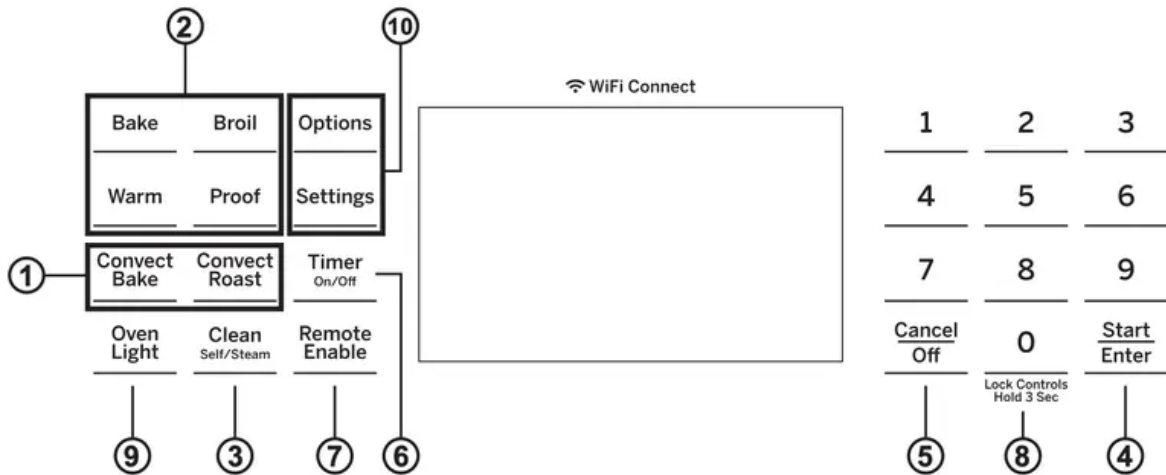 2
10
WiFi Connect
Bake Broil Options
1 2 3
Warm Proof Settings
4 5 6
1
Convect Bake
Convect Roast
Timer
On/Off
7 8 9
Oven Light
Clean
Self/Steam
Remote Enable
Cancel
Off
0
Start
Enter
Lock Controls
Hold 3 Sec
9 3 7 6 5 8 4